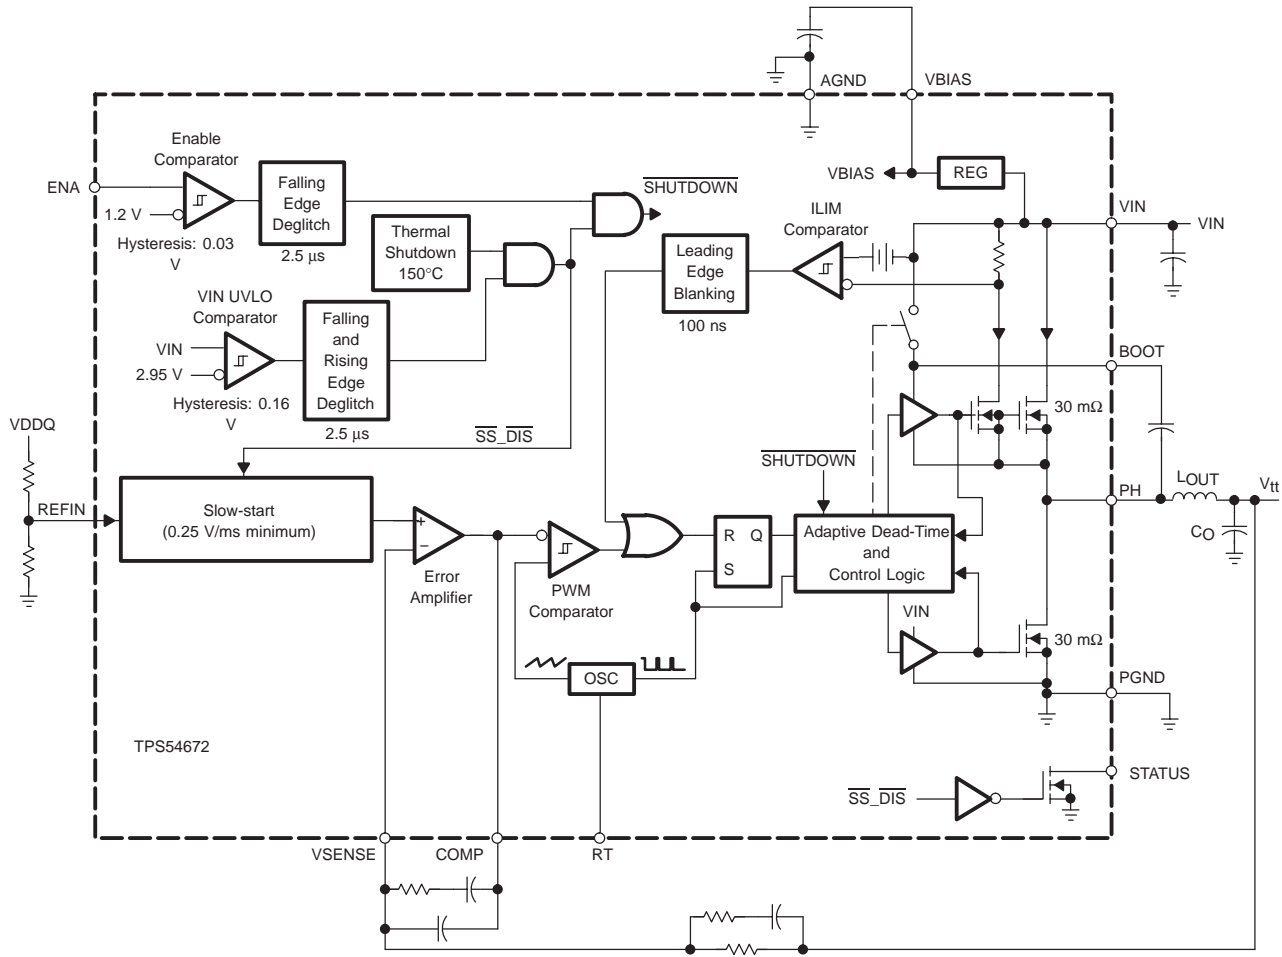 AGND
VBIAS
Enable
Comparator
ENA
1.2 V
Hysteresis: 0.03
V
Falling
Edge
Deglitch
2.5 µs
Thermal
Shutdown
150°C
SHUTDOWN
VBIAS
REG
ILIM
Comparator
VIN
VIN
Leading
Edge
Blanking
100 ns
VIN UVLO
Comparator
VIN
2.95 V
Hysteresis: 0.16
V
Falling
and
Rising
Edge
Deglitch
2.5 µs
SS_DIS
BOOT
30 mΩ
VDDQ
REFIN
Slow-start
(0.25 V/ms minimum)
+
−
Error
Amplifier
PWM
Comparator
R Q
S
SHUTDOWN
Adaptive Dead-Time
and
Control Logic
PH
LOUT
Vtt
CO
VIN
30 mΩ
OSC
PGND
TPS54672
SS_DIS
STATUS
VSENSE
COMP
RT